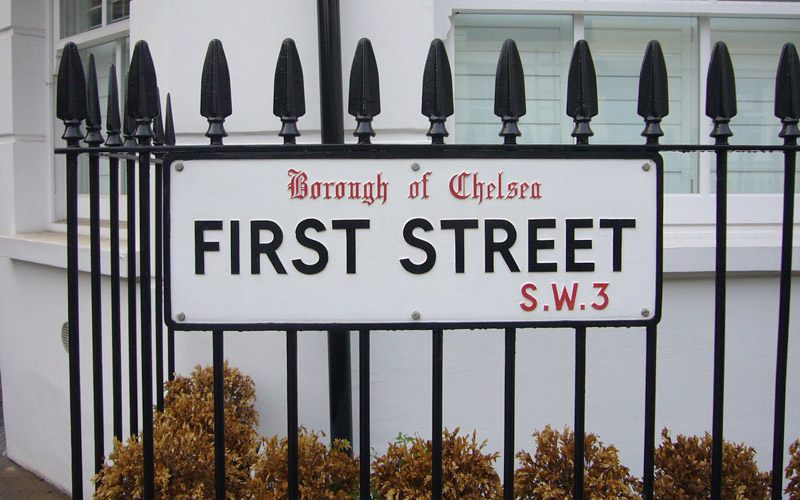 Borough of Chelsea
FIRST STREET
S.W.3